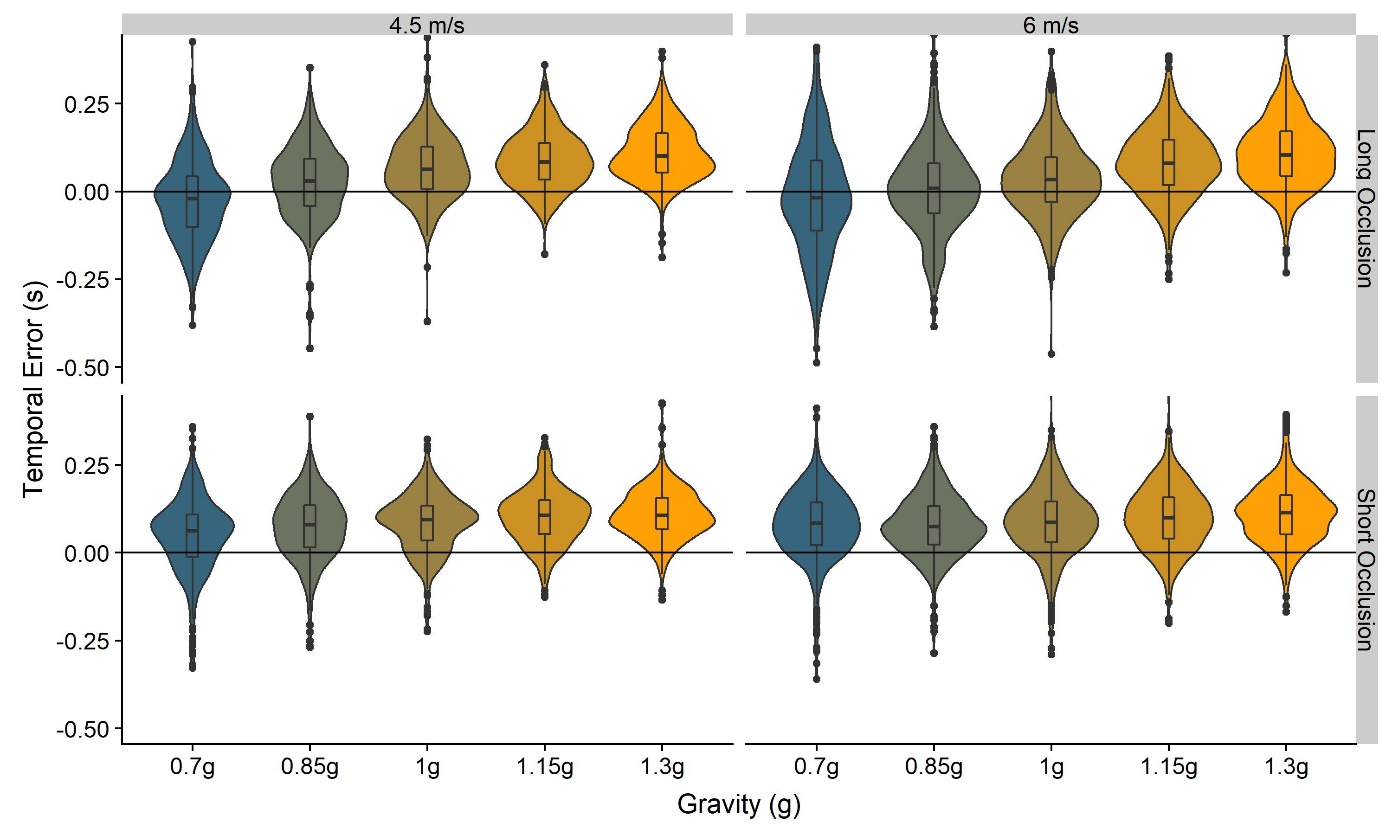 4.5 m/s
6 m/s
Temporal Error (s)
0.25
0.00
-0.25
-0.50
Long Occlusion
0.25
0.00
-0.25
-0.50
Short Occlusion
0.7g
0.85g
1g
1.15g
1.3g
0.7g
0.85g
1g
1.15g
1.3g
Gravity (g)